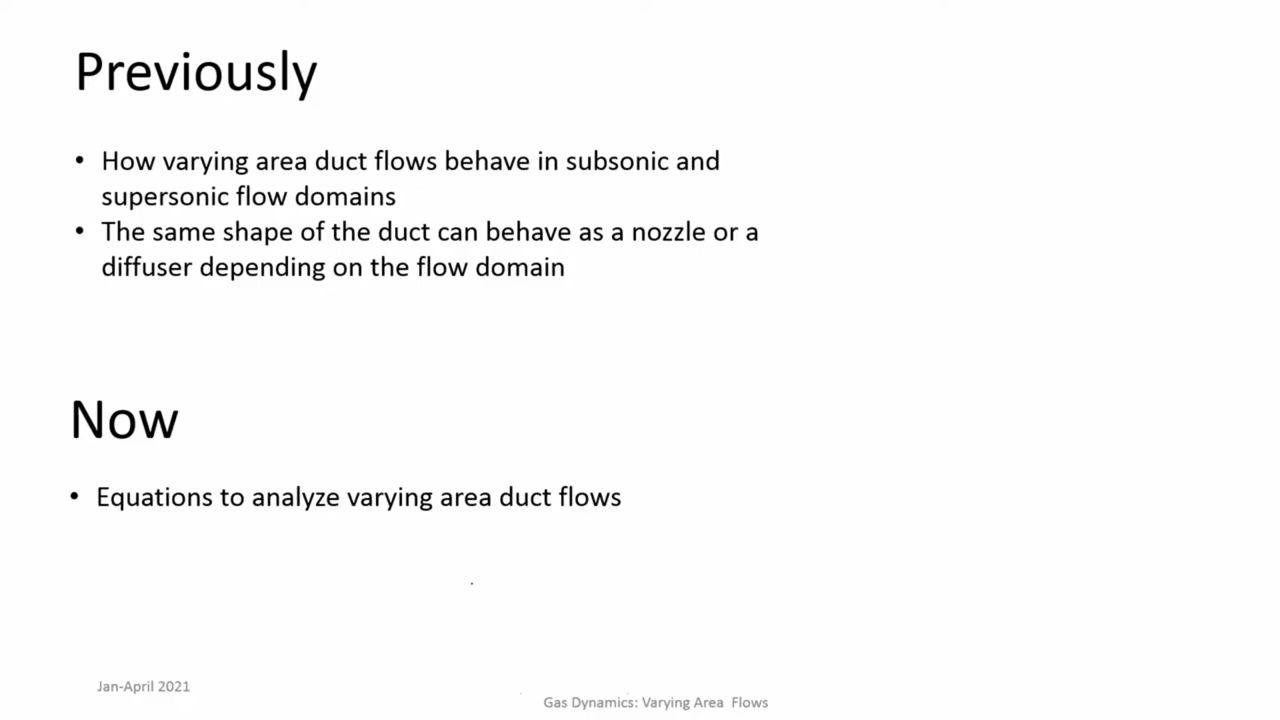 Previously
• How varying area duct flows behave in subsonic and
supersonic flow domains
• The same shape of the duct can behave as a nozzle or a
diffuser depending on the flow domain
Now
• Equations to analyze varying area duct flows
Jan-April 2021
Gas Dynamics: Varying Area  Flows